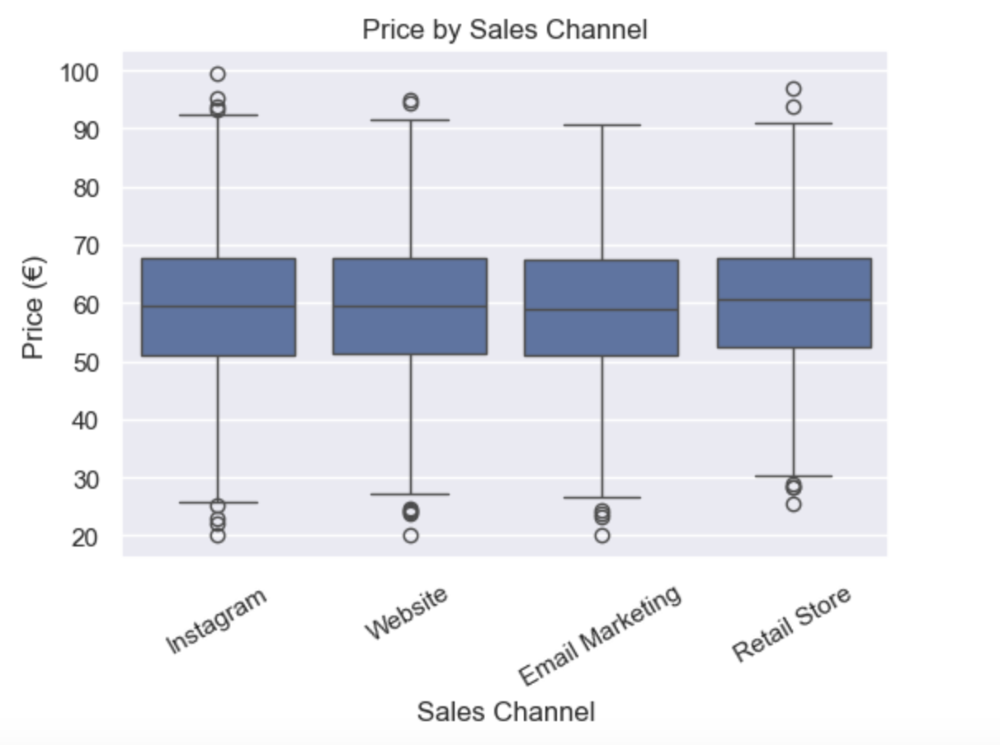 Price by Sales Channel
100
90
80
70
60
50
40
30
20
Price (€)
Instagram
Website
Email Marketing
Retail Store
Sales Channel